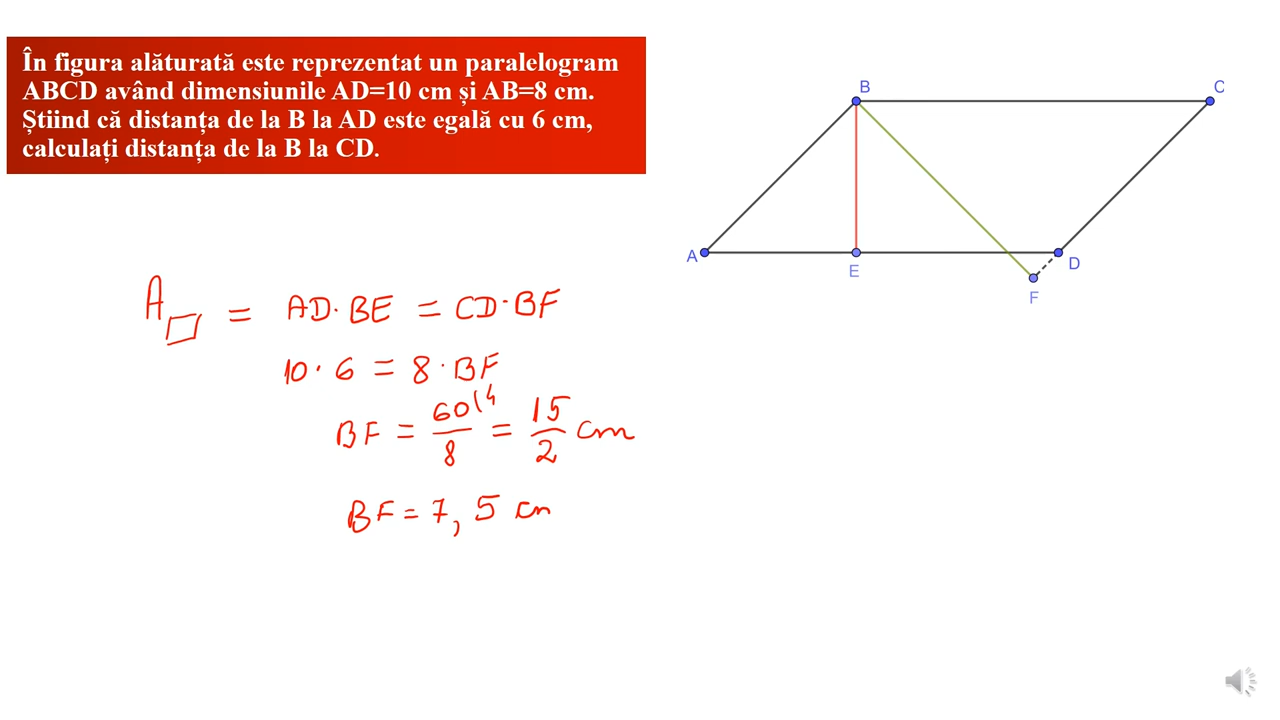 În figura alăturată este reprezentat un paralelogram
ABCD având dimensiunile AD=10 cm și AB=8 cm.
Știind că distanța de la B la AD este egală cu 6 cm,
calculați distanța de la B la CD.
B
C
A
E
D
F
A▱ = AD·BE = CD·BF
10·6 = 8·BF
BF = 60(4/8 = 15/2 cm
BF = 7,5 cm